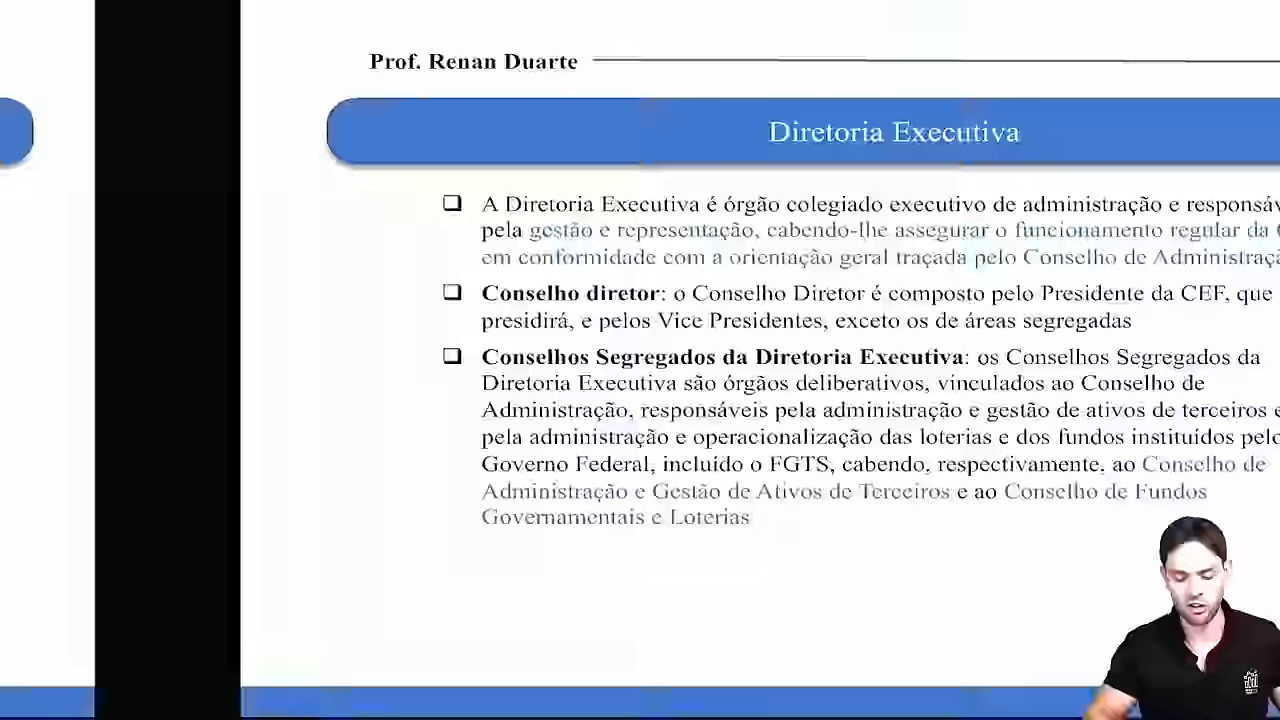 Prof. Renan Duarte
Diretoria Executiva
A Diretoria Executiva é órgão colegiado executivo de administração e
pela gestão e representação, cabendo-lhe assegurar o funcionamento regular da
em conformidade com a orientação geral traçada pelo Conselho de
Conselho diretor: o Conselho Diretor é composto pelo Presidente da CEF, que
presidirá, e pelos Vice Presidentes, exceto os de áreas segregadas
Conselhos Segregados da Diretoria Executiva: os Conselhos Segregados da
Diretoria Executiva são órgãos deliberativos, vinculados ao Conselho de
Administração, responsáveis pela administração e gestão de ativos de terceiros e
pela administração e operacionalização das loterias e dos fundos instituídos
Governo Federal, incluído o FGTS, cabendo, respectivamente, ao Conselho de
Administração e Gestão de Ativos de Terceiros e ao Conselho de Fundos
Governamentais e Loterias